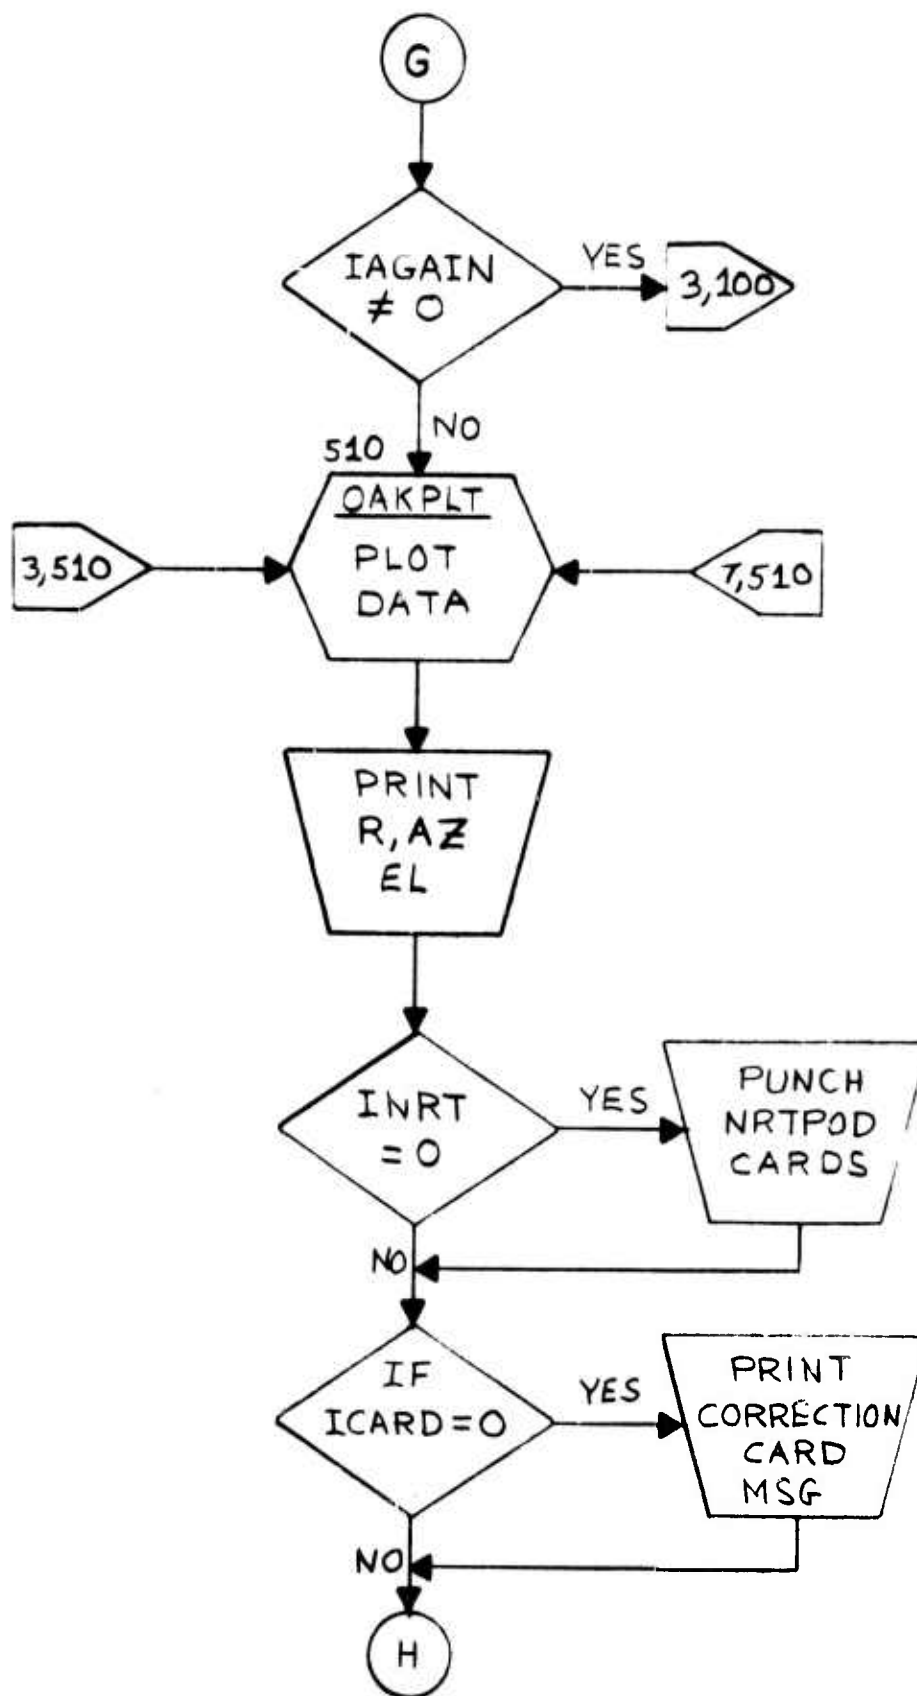 G
IAGAIN
≠ 0
YES
3,100
NO
510
OAKPLT
PLOT
DATA
3,510
7,510
PRINT
R, AZ
EL
INRT
= 0
YES
PUNCH
NRTPOD
CARDS
NO
IF
ICARD=0
YES
PRINT
CORRECTION
CARD
MSG
NO
H